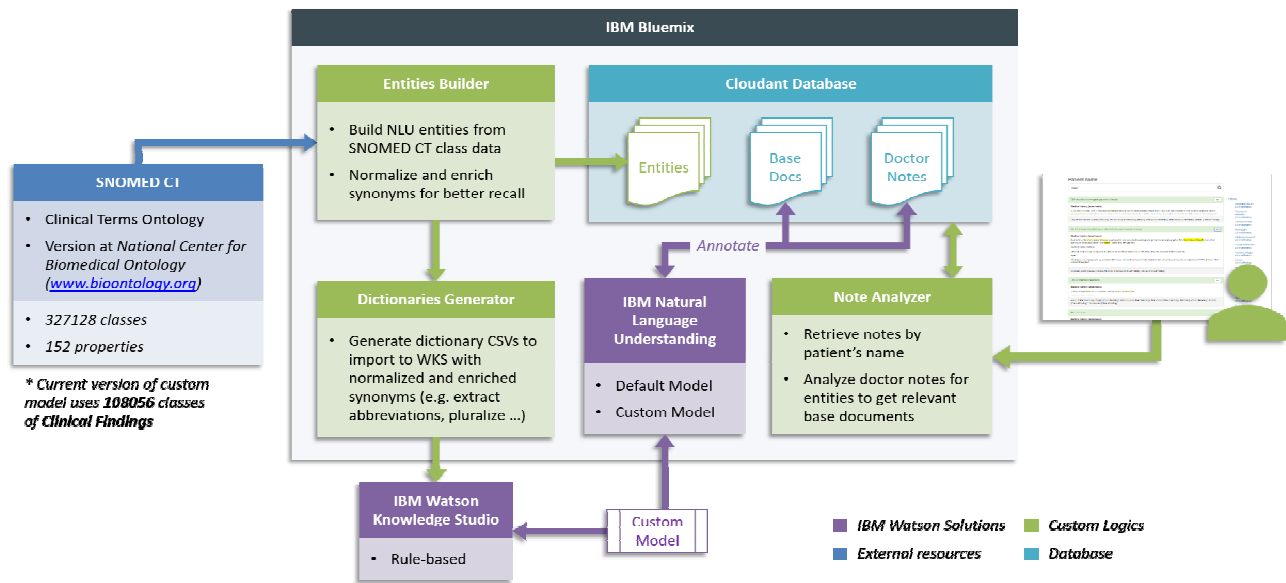 IBM Bluemix
Entities Builder
• Build NLU entities from
SNOMED CT class data
• Normalize and enrich
synonyms for better recall
Cloudant Database
Entities
Base
Docs
Doctor
Notes
SNOMED CT
• Clinical Terms Ontology
• Version at National Center for
Biomedical Ontology
(www.bioontology.org)
• 327128 classes
• 152 properties
* Current version of custom
model uses 108056 classes
of Clinical Findings
Annotate
Dictionaries Generator
• Generate dictionary CSVs to
import to WKS with
normalized and enriched
synonyms (e.g. extract
abbreviations, pluralize ...)
IBM Natural
Language
Understanding
• Default Model
• Custom Model
Note Analyzer
• Retrieve notes by
patient's name
• Analyze doctor notes for
entities to get relevant
base documents
Patient name
IBM Watson
Knowledge Studio
• Rule-based
Custom
Model
IBM Watson Solutions
Custom Logics
External resources
Database